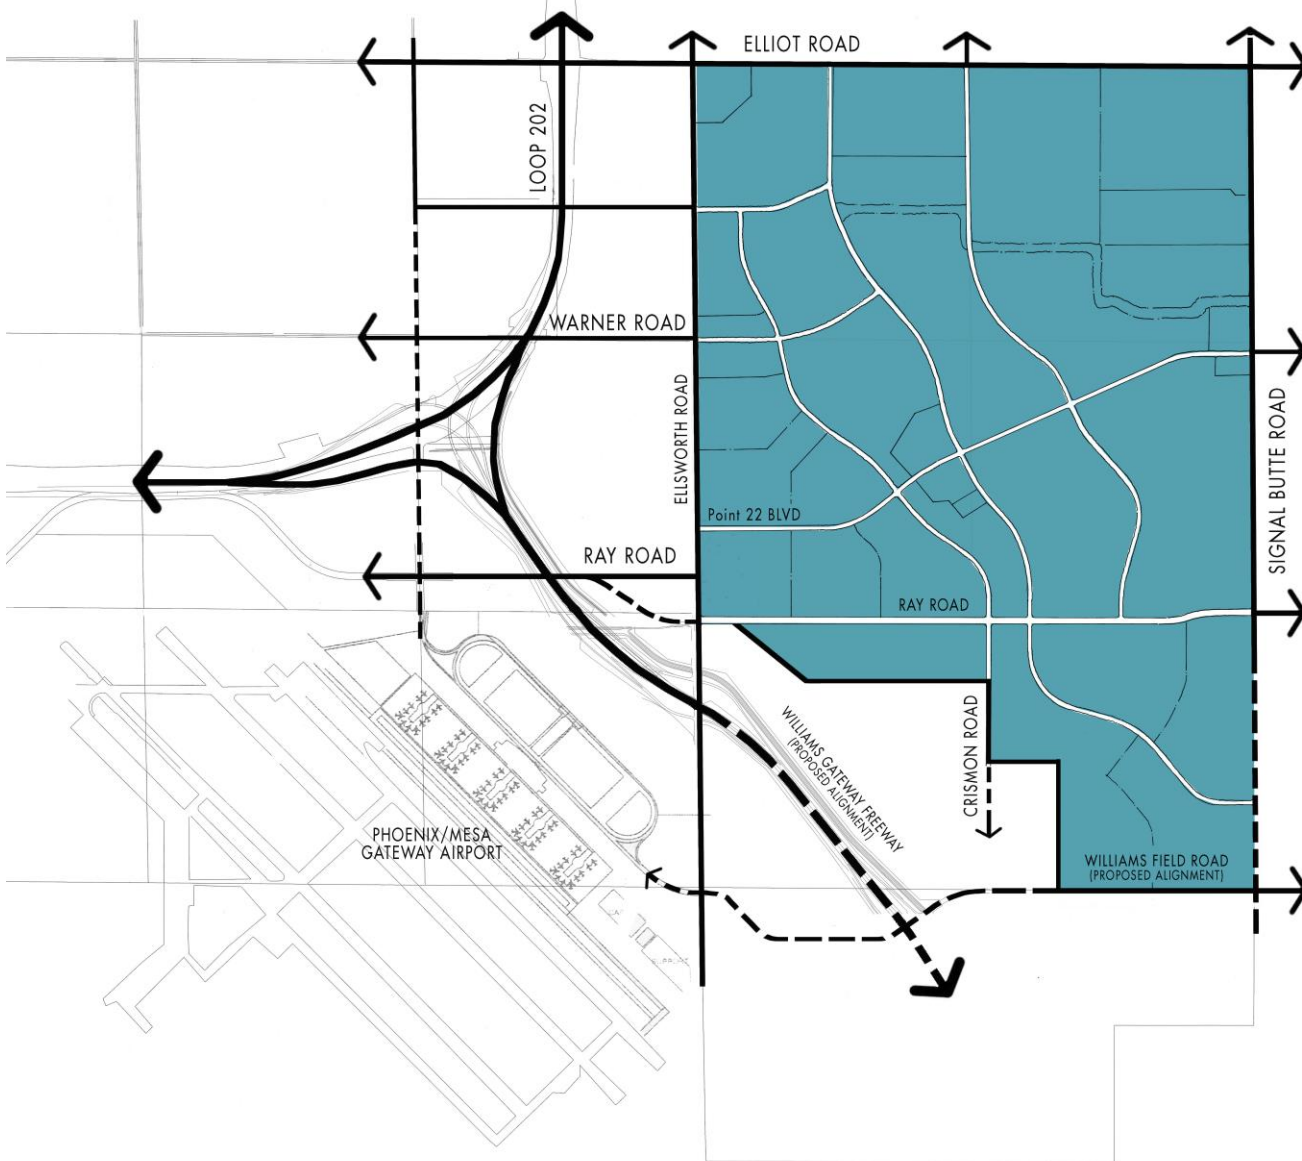 ELLIOT ROAD
LOOP 202
WARNER ROAD
ELLSWORTH ROAD
SIGNAL BUTTE ROAD
Point 22 BLVD
RAY ROAD
RAY ROAD
CRISMON ROAD
WILLIAMS GATEWAY FREEWAY
(PROPOSED ALIGNMENT)
PHOENIX/MESA
GATEWAY AIRPORT
WILLIAMS FIELD ROAD
(PROPOSED ALIGNMENT)